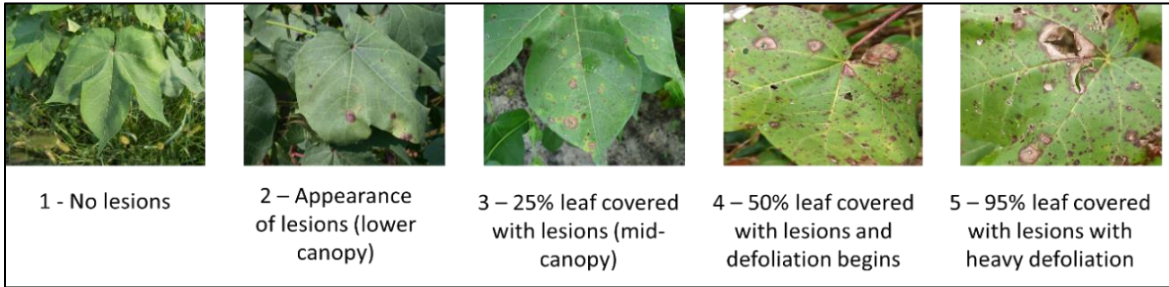 1 - No lesions
2 – Appearance
of lesions (lower
canopy)
3 – 25% leaf covered
with lesions (mid-
canopy)
4 – 50% leaf covered
with lesions and
defoliation begins
5 – 95% leaf covered
with lesions with
heavy defoliation